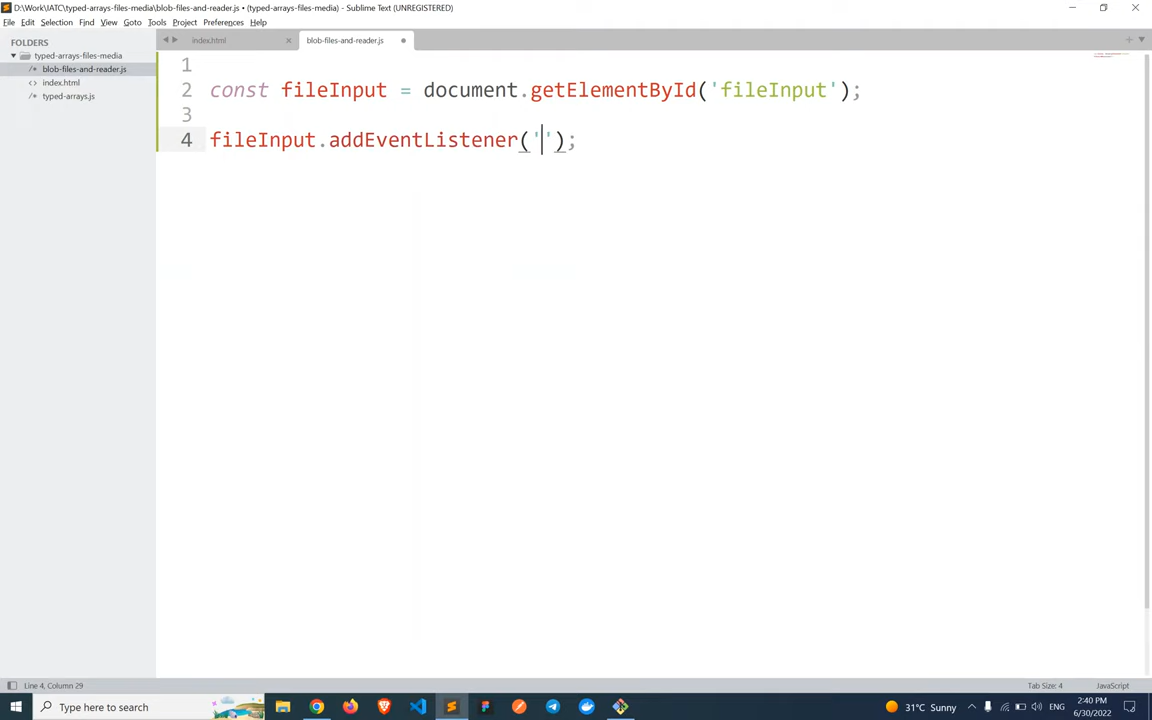 D:\Work\IATC\typed-arrays-files-media\blob-files-and-reader.js • (typed-arrays-files-media) - Sublime Text (UNREGISTERED)
File Edit Selection Find View Goto Tools Project Preferences Help
FOLDERS
typed-arrays-files-media
/* blob-files-and-reader.js
<> index.html
/* typed-arrays.js
index.html
blob-files-and-reader.js
1
2 const fileInput = document.getElementById('fileInput');
3
4 fileInput.addEventListener('');
Line 4, Column 29
Tab Size: 4
JavaScript
Type here to search
31°C Sunny
ENG
2:40 PM
6/30/2022